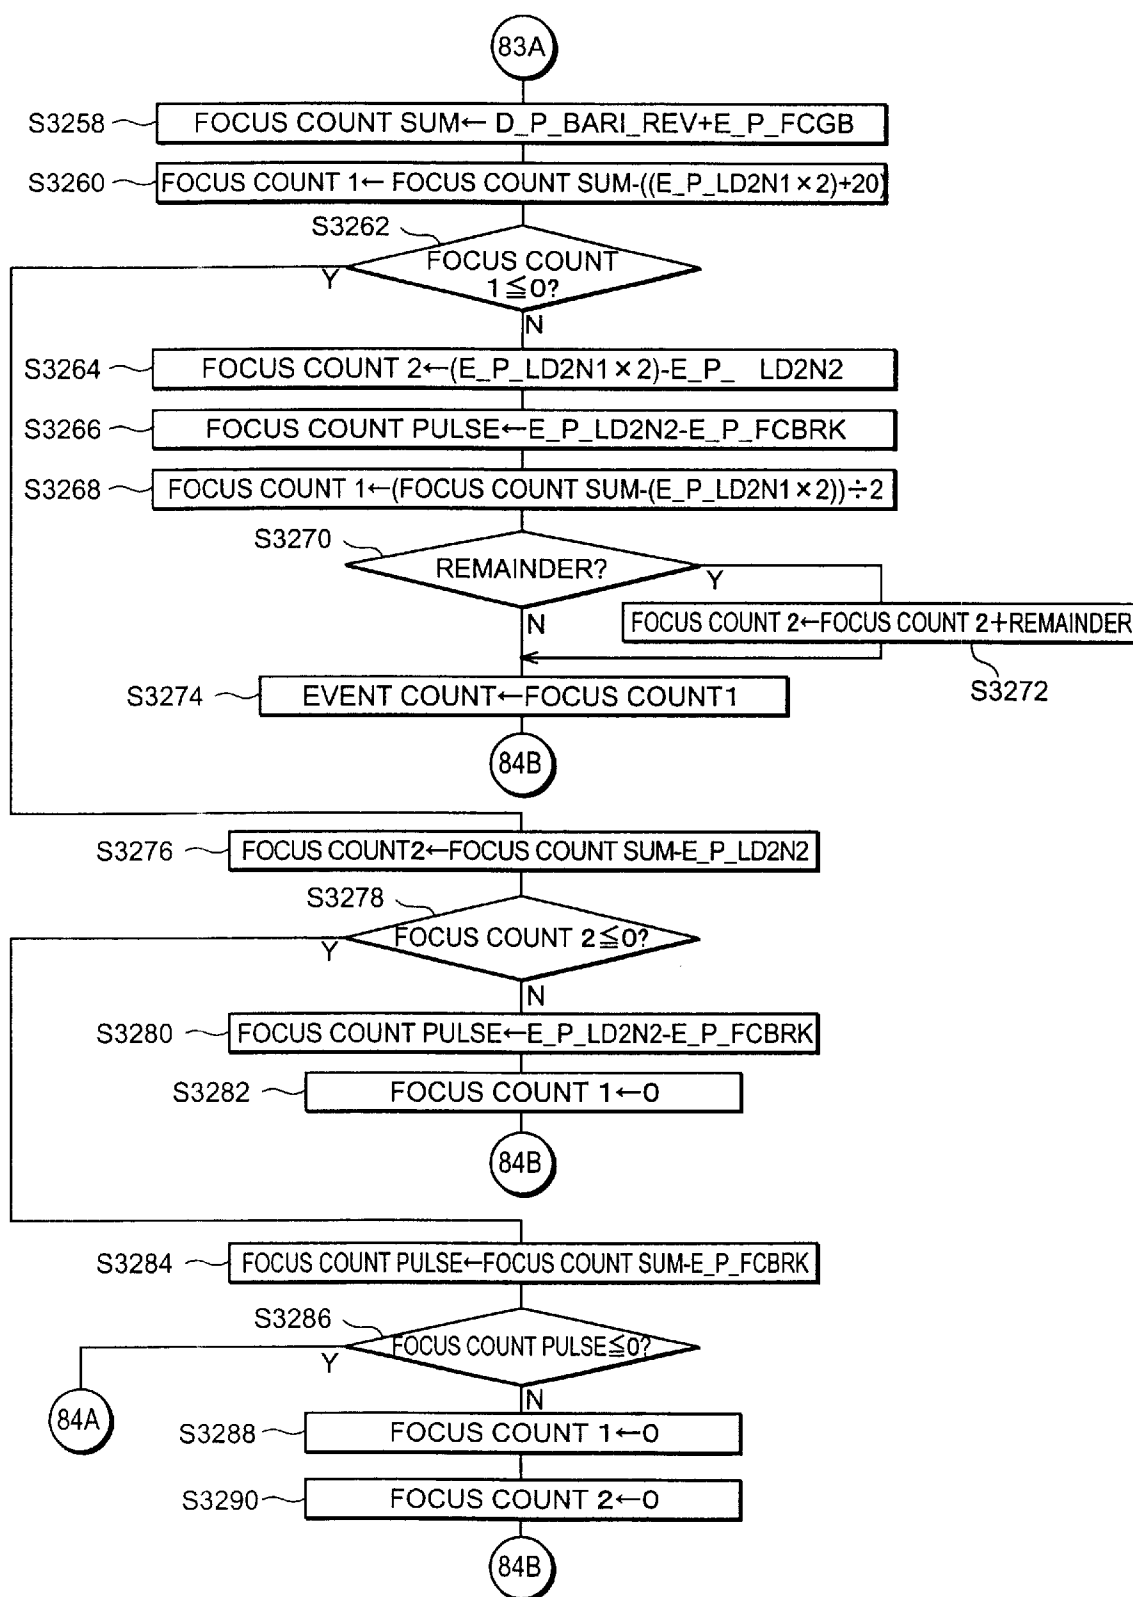 83A
S3258
FOCUS COUNT SUM← D_P_BARI_REV+E_P_FCGB
S3260
FOCUS COUNT 1← FOCUS COUNT SUM-((E_P_LD2N1×2)+20)
S3262
FOCUS COUNT
1≦0?
Y
N
S3264
FOCUS COUNT 2←(E_P_LD2N1×2)-E_P_ LD2N2
S3266
FOCUS COUNT PULSE←E_P_LD2N2-E_P_FCBRK
S3268
FOCUS COUNT 1←(FOCUS COUNT SUM-(E_P_LD2N1×2))÷2
S3270
REMAINDER?
Y
N
FOCUS COUNT 2←FOCUS COUNT 2+REMAINDER
S3272
S3274
EVENT COUNT←FOCUS COUNT1
84B
S3276
FOCUS COUNT2←FOCUS COUNT SUM-E_P_LD2N2
S3278
FOCUS COUNT 2≦0?
Y
N
S3280
FOCUS COUNT PULSE←E_P_LD2N2-E_P_FCBRK
S3282
FOCUS COUNT 1←0
84B
S3284
FOCUS COUNT PULSE←FOCUS COUNT SUM-E_P_FCBRK
S3286
FOCUS COUNT PULSE≦0?
Y
N
84A
S3288
FOCUS COUNT 1←0
S3290
FOCUS COUNT 2←0
84B